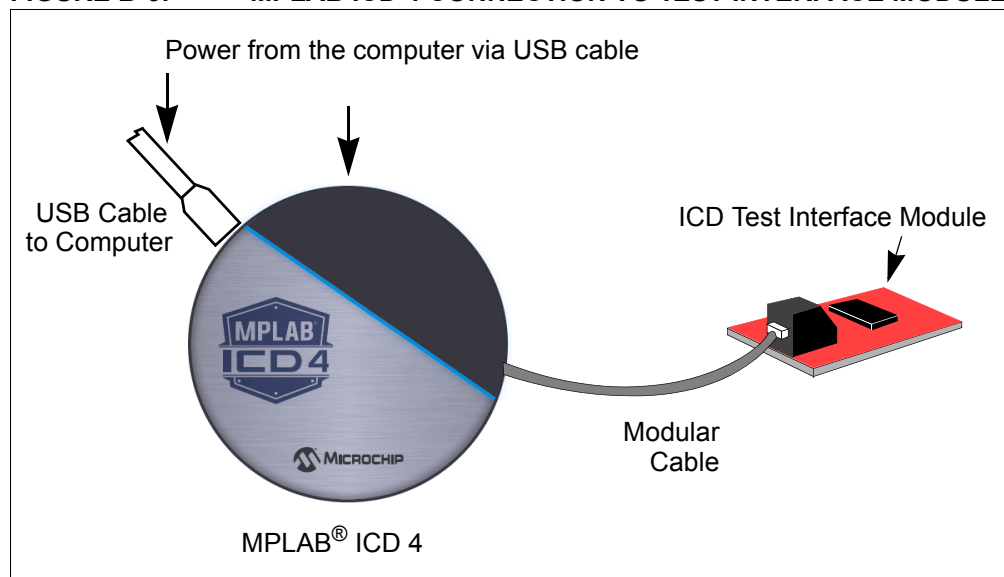 Power from the computer via USB cable
USB Cable
to Computer
ICD Test Interface Module
MPLAB®
ICD 4
MICROCHIP
Modular
Cable
MPLAB® ICD 4